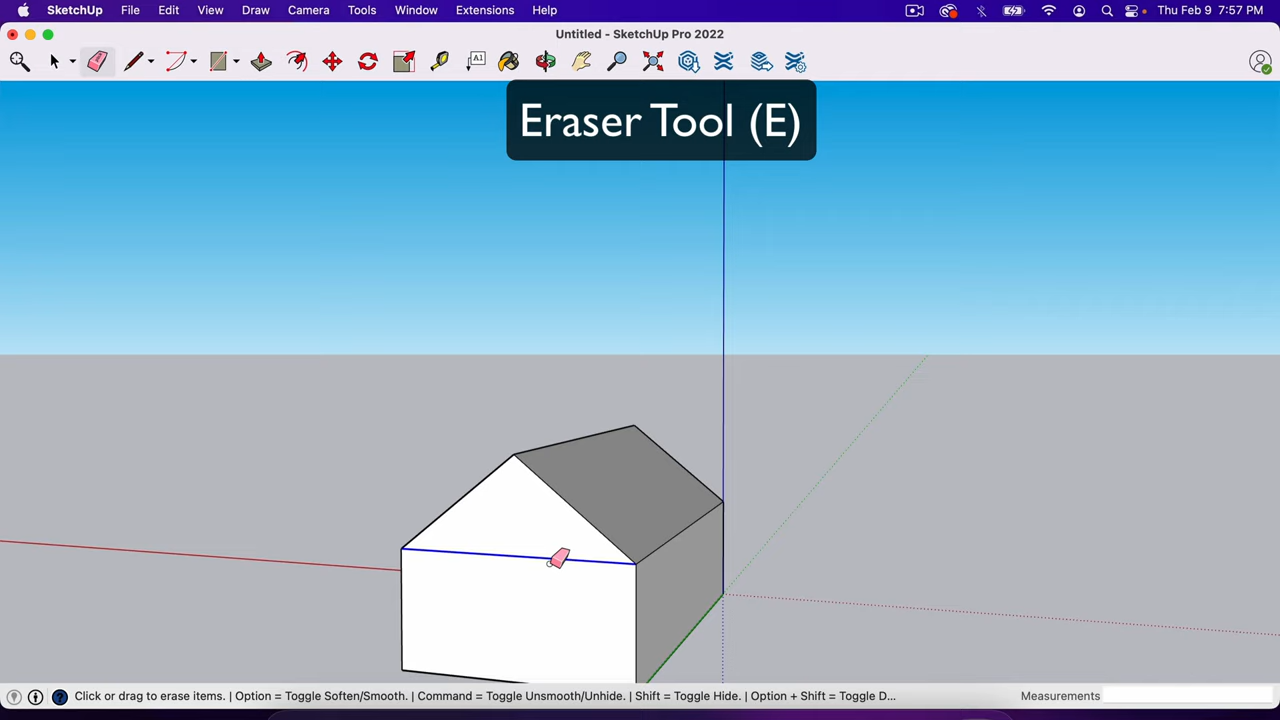 SketchUp File Edit View Draw Camera Tools Window Extensions Help Thu Feb 9 7:57 PM
Untitled - SketchUp Pro 2022
A1
Eraser Tool (E)
Click or drag to erase items. | Option = Toggle Soften/Smooth. | Command = Toggle Unsmooth/Unhide. | Shift = Toggle Hide. | Option + Shift = Toggle D... Measurements